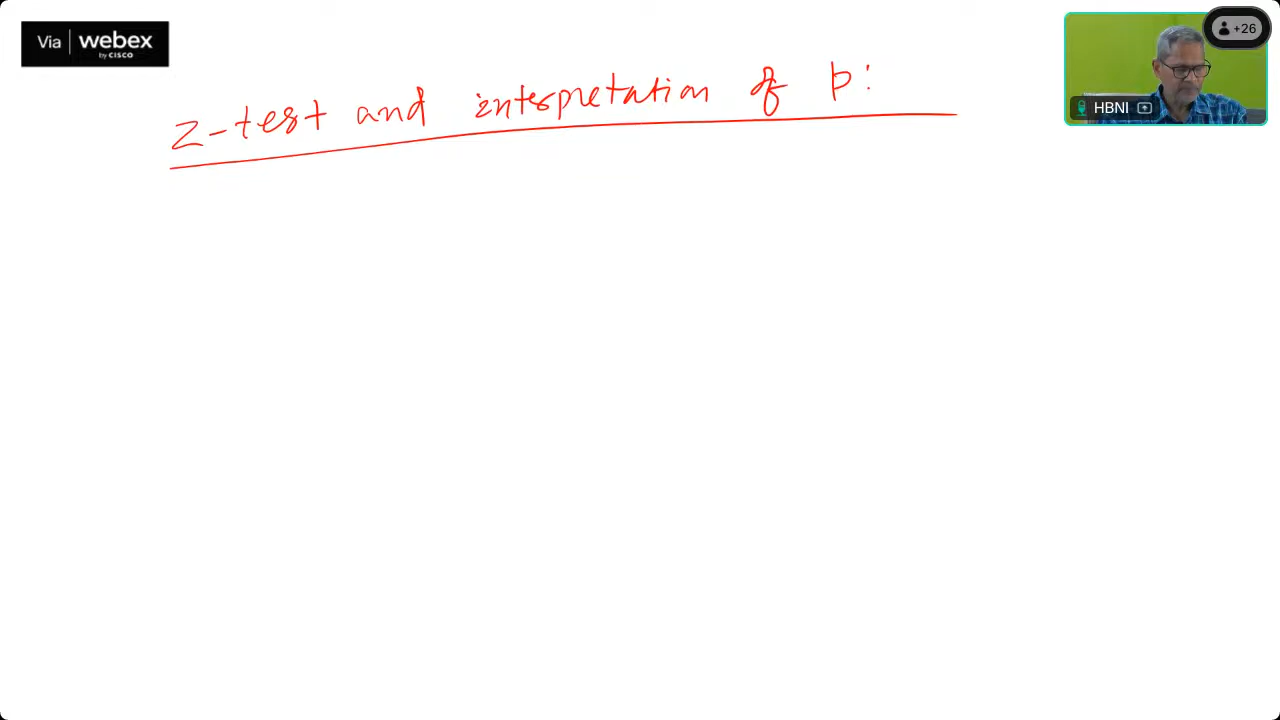 Via webex
by CISCO
+26
HBNI
z-test and interpretation of p: